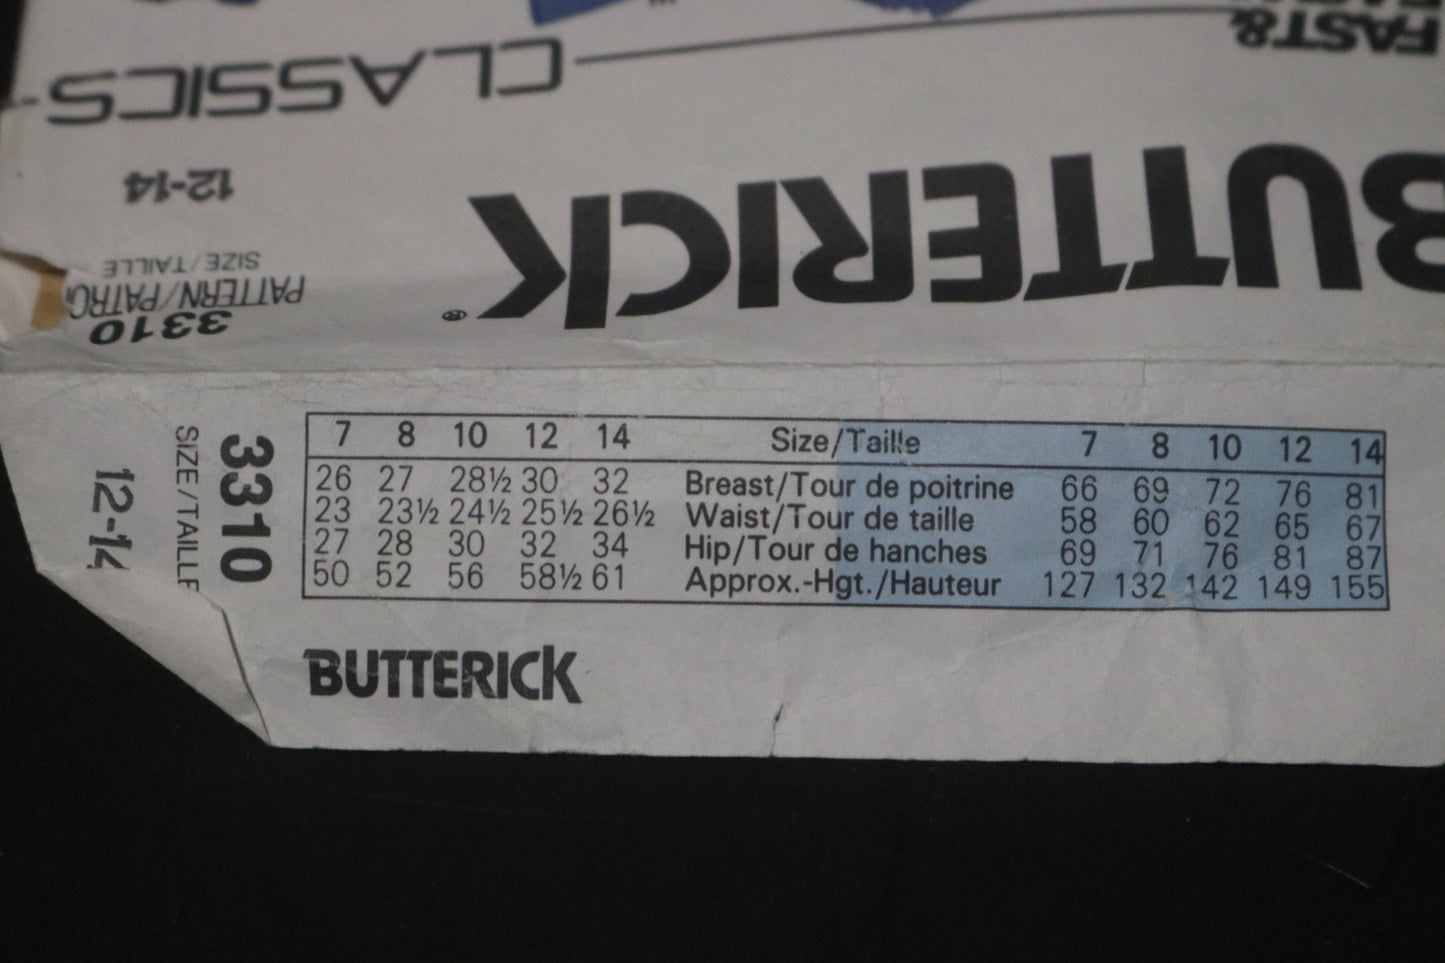 FAST&
CLASSICS
BUTTERICK®
12-14
SIZE/TAILLE
3310
12-14
SIZE/TAILLE
3310
7 8 10 12 14 Size/Taille 7 8 10 12 14
26 27 28½ 30 32 Breast/Tour de poitrine 66 69 72 76 81
23 23½ 24½ 25½ 26½ Waist/Tour de taille 58 60 62 65 67
27 28 30 32 34 Hip/Tour de hanches 69 71 76 81 87
50 52 56 58½ 61 Approx.-Hgt./Hauteur 127 132 142 149 155
BUTTERICK